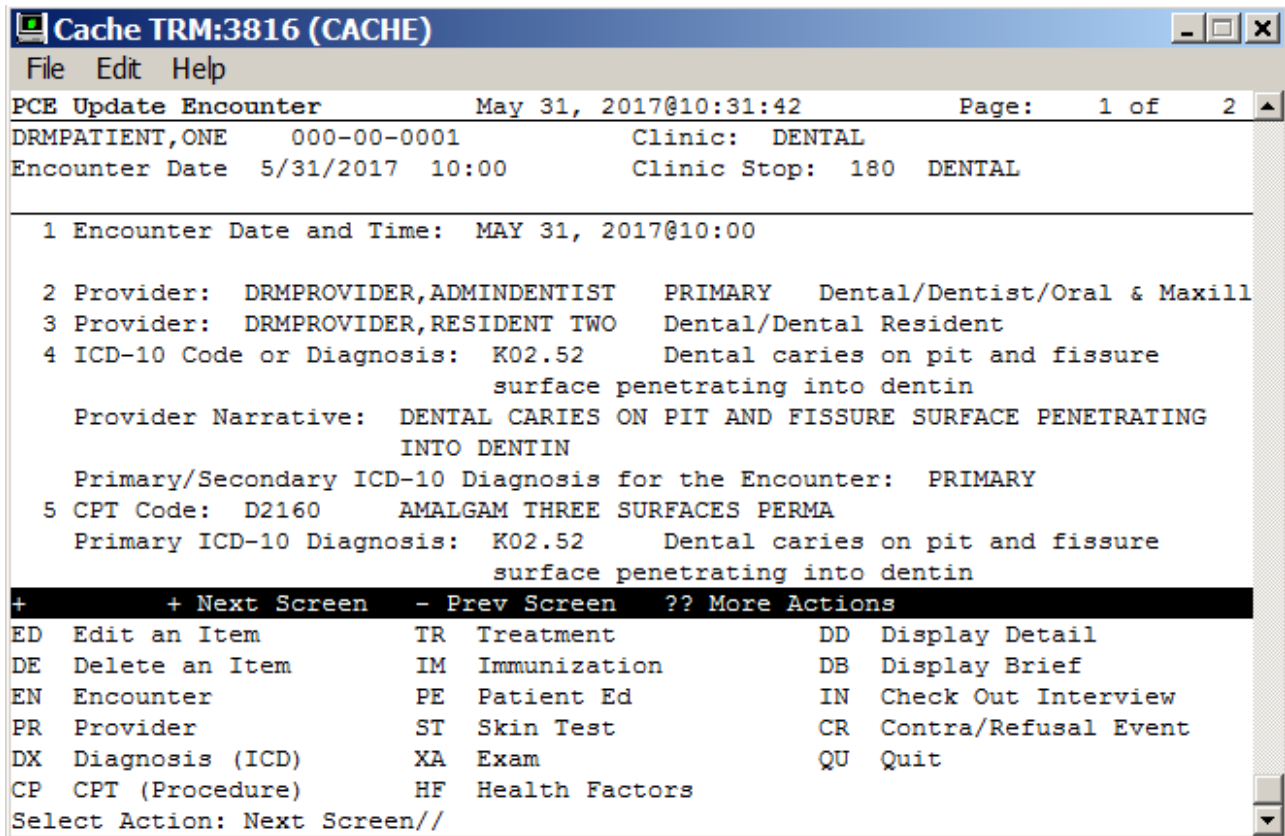 Cache TRM:3816 (CACHE)
File Edit Help
PCE Update Encounter May 31, 2017@10:31:42 Page: 1 of 2
DRMPATIENT,ONE 000-00-0001 Clinic: DENTAL
Encounter Date 5/31/2017 10:00 Clinic Stop: 180 DENTAL
1 Encounter Date and Time: MAY 31, 2017@10:00
2 Provider: DRMPROVIDER,ADMINDENTIST PRIMARY Dental/Dentist/Oral & Maxill
3 Provider: DRMPROVIDER,RESIDENT TWO Dental/Dental Resident
4 ICD-10 Code or Diagnosis: K02.52 Dental caries on pit and fissure
surface penetrating into dentin
Provider Narrative: DENTAL CARIES ON PIT AND FISSURE SURFACE PENETRATING
INTO DENTIN
Primary/Secondary ICD-10 Diagnosis for the Encounter: PRIMARY
5 CPT Code: D2160 AMALGAM THREE SURFACES PERMA
Primary ICD-10 Diagnosis: K02.52 Dental caries on pit and fissure
surface penetrating into dentin
+ + Next Screen - Prev Screen ?? More Actions
ED Edit an Item TR Treatment DD Display Detail
DE Delete an Item IM Immunization DB Display Brief
EN Encounter PE Patient Ed IN Check Out Interview
PR Provider ST Skin Test CR Contra/Refusal Event
DX Diagnosis (ICD) XA Exam QU Quit
CP CPT (Procedure) HF Health Factors
Select Action: Next Screen//